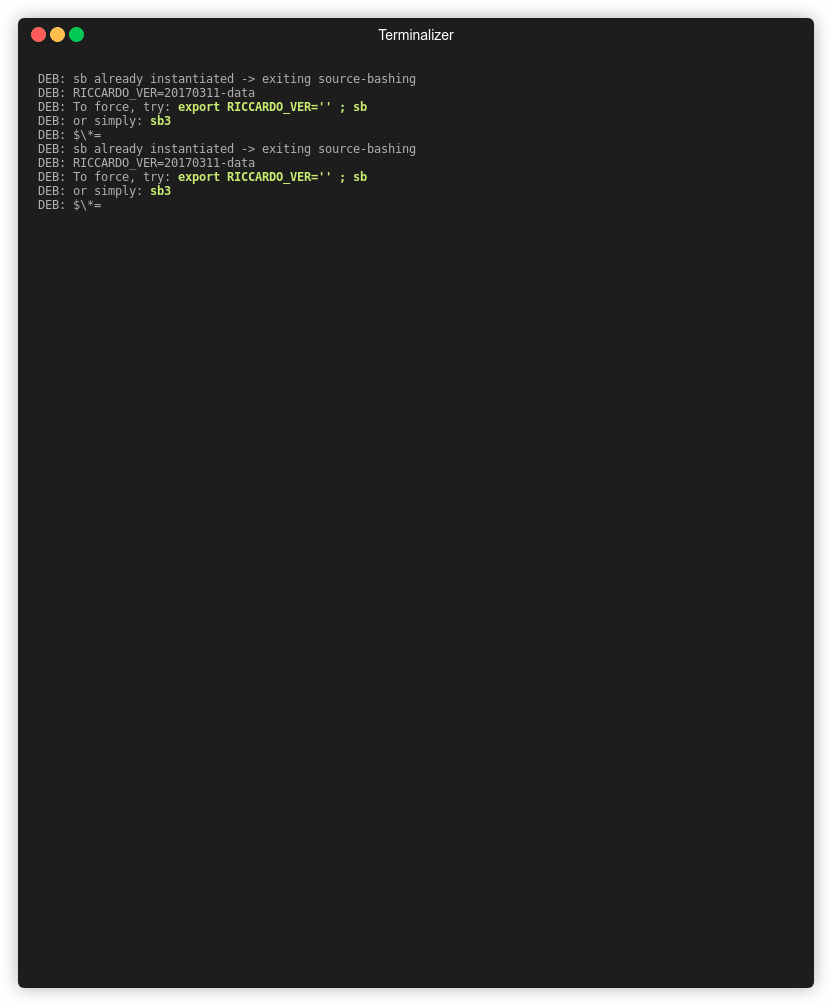 Terminalizer
DEB: sb already instantiated -> exiting source-bashing
DEB: RICCARDO_VER=20170311-data
DEB: To force, try: export RICCARDO_VER='' ; sb
DEB: or simply: sb3
DEB: $\*=
DEB: sb already instantiated -> exiting source-bashing
DEB: RICCARDO_VER=20170311-data
DEB: To force, try: export RICCARDO_VER='' ; sb
DEB: or simply: sb3
DEB: $\*=